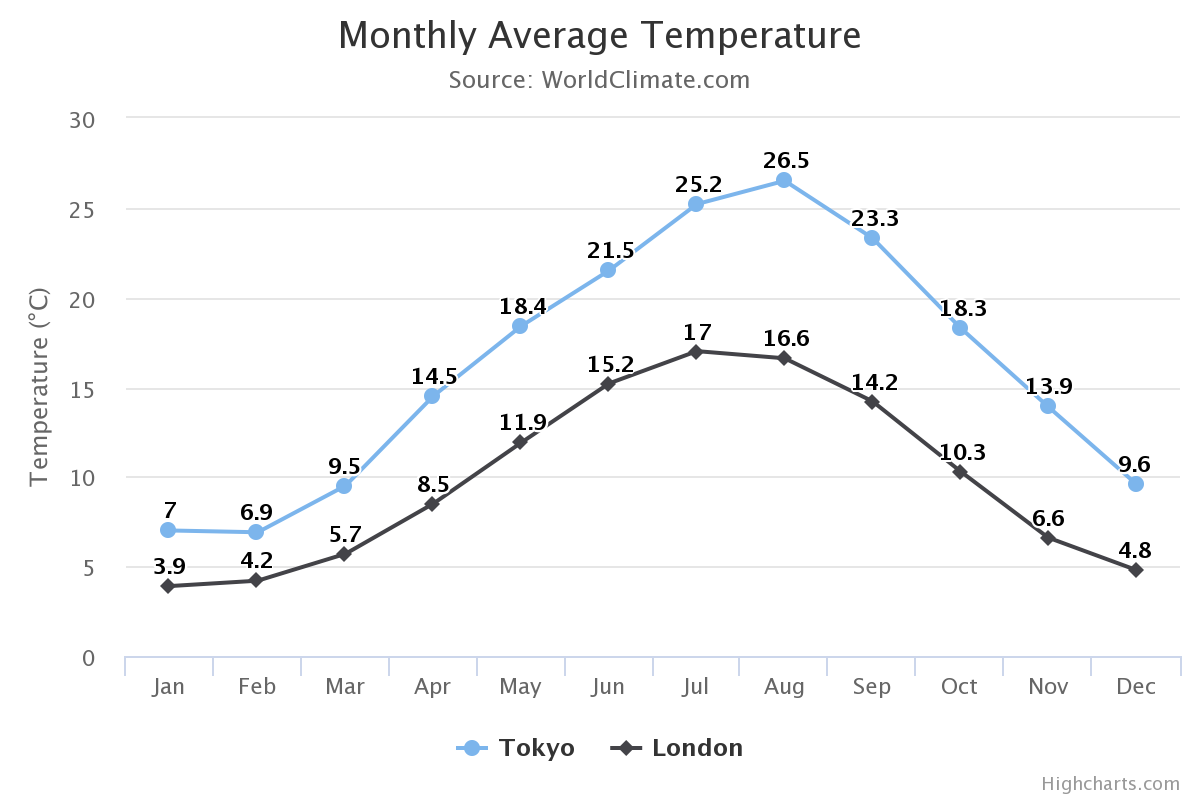 Monthly Average Temperature
Source: WorldClimate.com
Temperature (°C)
30
25
20
15
10
5
0
7 6.9 9.5 14.5 18.4 21.5 25.2 26.5 23.3 18.3 13.9 9.6
3.9 4.2 5.7 8.5 11.9 15.2 17 16.6 14.2 10.3 6.6 4.8
Jan Feb Mar Apr May Jun Jul Aug Sep Oct Nov Dec
Tokyo London
Highcharts.com